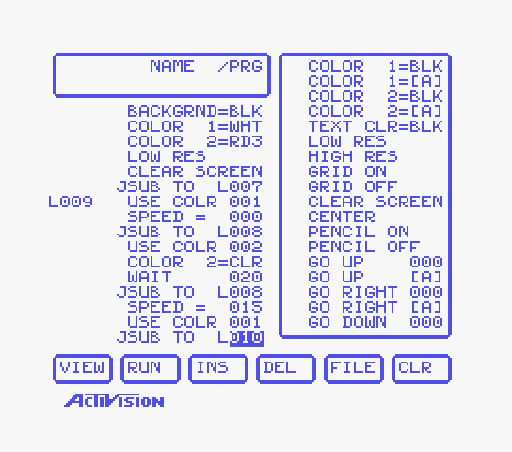 NAME  /PRG
BACKGRND=BLK
COLOR  1=WHT
COLOR  2=RD3
LOW RES
CLEAR SCREEN
JSUB TO  L007
L009  USE COLR 001
SPEED =  000
JSUB TO  L008
USE COLR 002
COLOR  2=CLR
WAIT     020
JSUB TO  L008
SPEED =  015
USE COLR 001
JSUB TO  L010
COLOR  1=BLK
COLOR  1=[A]
COLOR  2=BLK
COLOR  2=[A]
TEXT CLR=BLK
LOW RES
HIGH RES
GRID ON
GRID OFF
CLEAR SCREEN
CENTER
PENCIL ON
PENCIL OFF
GO UP    000
GO UP    [A]
GO RIGHT 000
GO RIGHT [A]
GO DOWN  000
VIEW RUN INS DEL FILE CLR
ACTIVISION